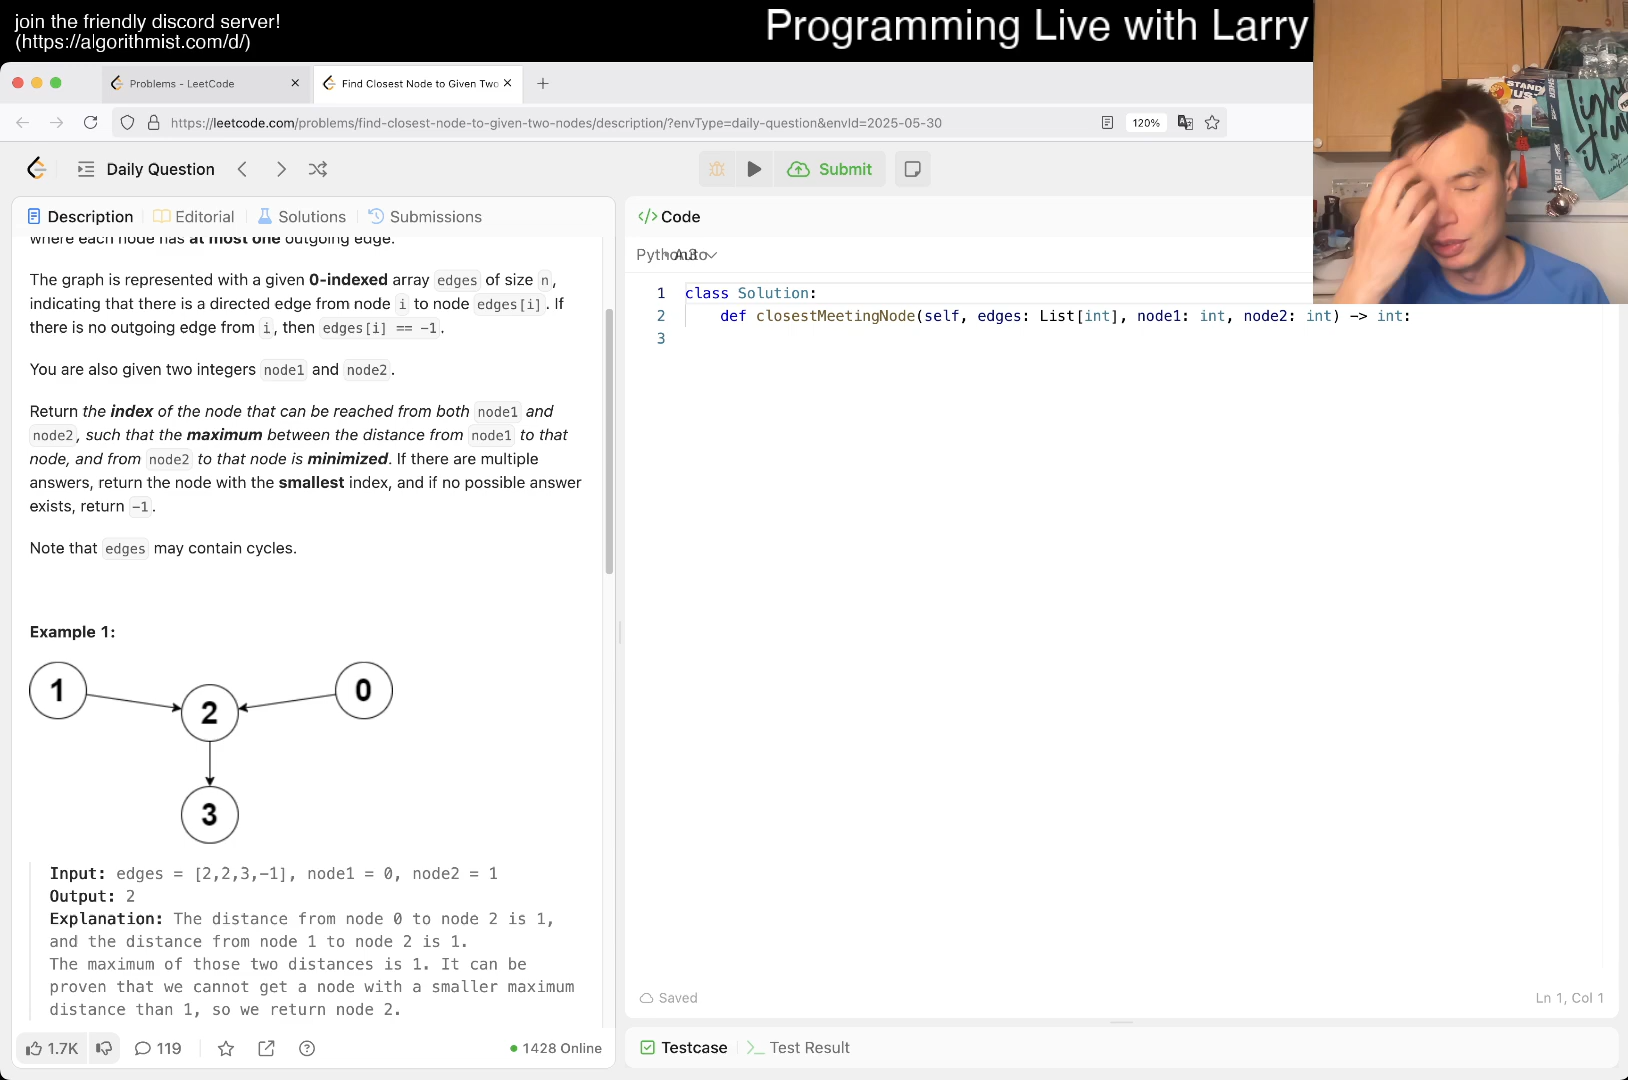 join the friendly discord server!
(https://algorithmist.com/d/)
Programming Live with Larry
Problems - LeetCode
Find Closest Node to Given Two
https://leetcode.com/problems/find-closest-node-to-given-two-nodes/description/?envType=daily-question&envId=2025-05-30
120%
Daily Question
Submit
Description
Editorial
Solutions
Submissions
where each node has at most one outgoing edge.
The graph is represented with a given 0-indexed array edges of size n,
indicating that there is a directed edge from node i to node edges[i]. If
there is no outgoing edge from i, then edges[i] == -1.
You are also given two integers node1 and node2.
Return the index of the node that can be reached from both node1 and
node2, such that the maximum between the distance from node1 to that
node, and from node2 to that node is minimized. If there are multiple
answers, return the node with the smallest index, and if no possible answer
exists, return -1.
Note that edges may contain cycles.
Example 1:
1
0
2
3
Input: edges = [2,2,3,-1], node1 = 0, node2 = 1
Output: 2
Explanation: The distance from node 0 to node 2 is 1,
and the distance from node 1 to node 2 is 1.
The maximum of those two distances is 1. It can be
proven that we cannot get a node with a smaller maximum
distance than 1, so we return node 2.
1.7K
119
1428 Online
</> Code
Python3
Auto
1 class Solution:
2 def closestMeetingNode(self, edges: List[int], node1: int, node2: int) -> int:
3
Saved
Ln 1, Col 1
Testcase
Test Result
STAND
US
light
it